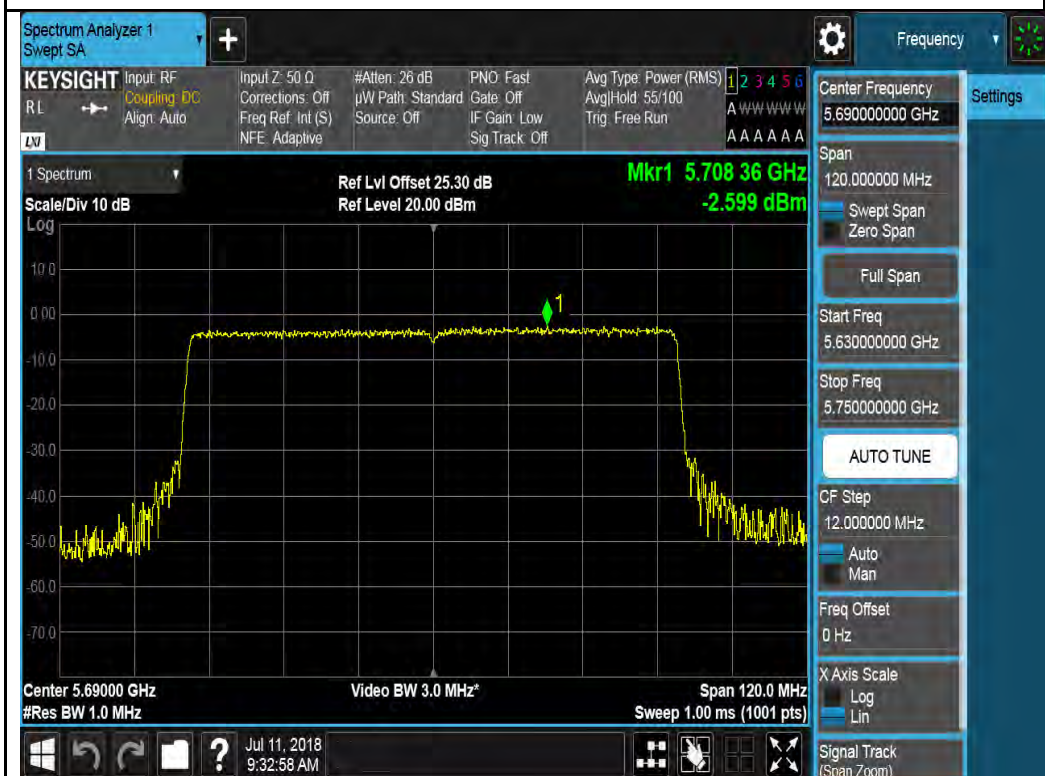 Spectrum Analyzer 1
Swept SA
+
Frequency
KEYSIGHT
RL
LXI
Input: RF
Coupling: DC
Align: Auto
Input Z: 50 Ω
Corrections: Off
Freq Ref: Int (S)
NFE: Adaptive
#Atten: 26 dB
µW Path: Standard
Source: Off
PNO: Fast
Gate: Off
IF Gain: Low
Sig Track: Off
Avg Type: Power (RMS)
Avg|Hold: 55/100
Trig: Free Run
1 2 3 4 5 6
A W W W W W
A A A A A A
1 Spectrum
Scale/Div 10 dB
Ref Lvl Offset 25.30 dB
Ref Level 20.00 dBm
Mkr1 5.708 36 GHz
-2.599 dBm
Log
10.0
0.00
-10.0
-20.0
-30.0
-40.0
-50.0
-60.0
-70.0
1
Center 5.69000 GHz
#Res BW 1.0 MHz
Video BW 3.0 MHz*
Span 120.0 MHz
Sweep 1.00 ms (1001 pts)
?
Jul 11, 2018
9:32:58 AM
Center Frequency
5.690000000 GHz
Settings
Span
120.000000 MHz
Swept Span
Zero Span
Full Span
Start Freq
5.630000000 GHz
Stop Freq
5.750000000 GHz
AUTO TUNE
CF Step
12.000000 MHz
Auto
Man
Freq Offset
0 Hz
X Axis Scale
Log
Lin
Signal Track
(Span Zoom)